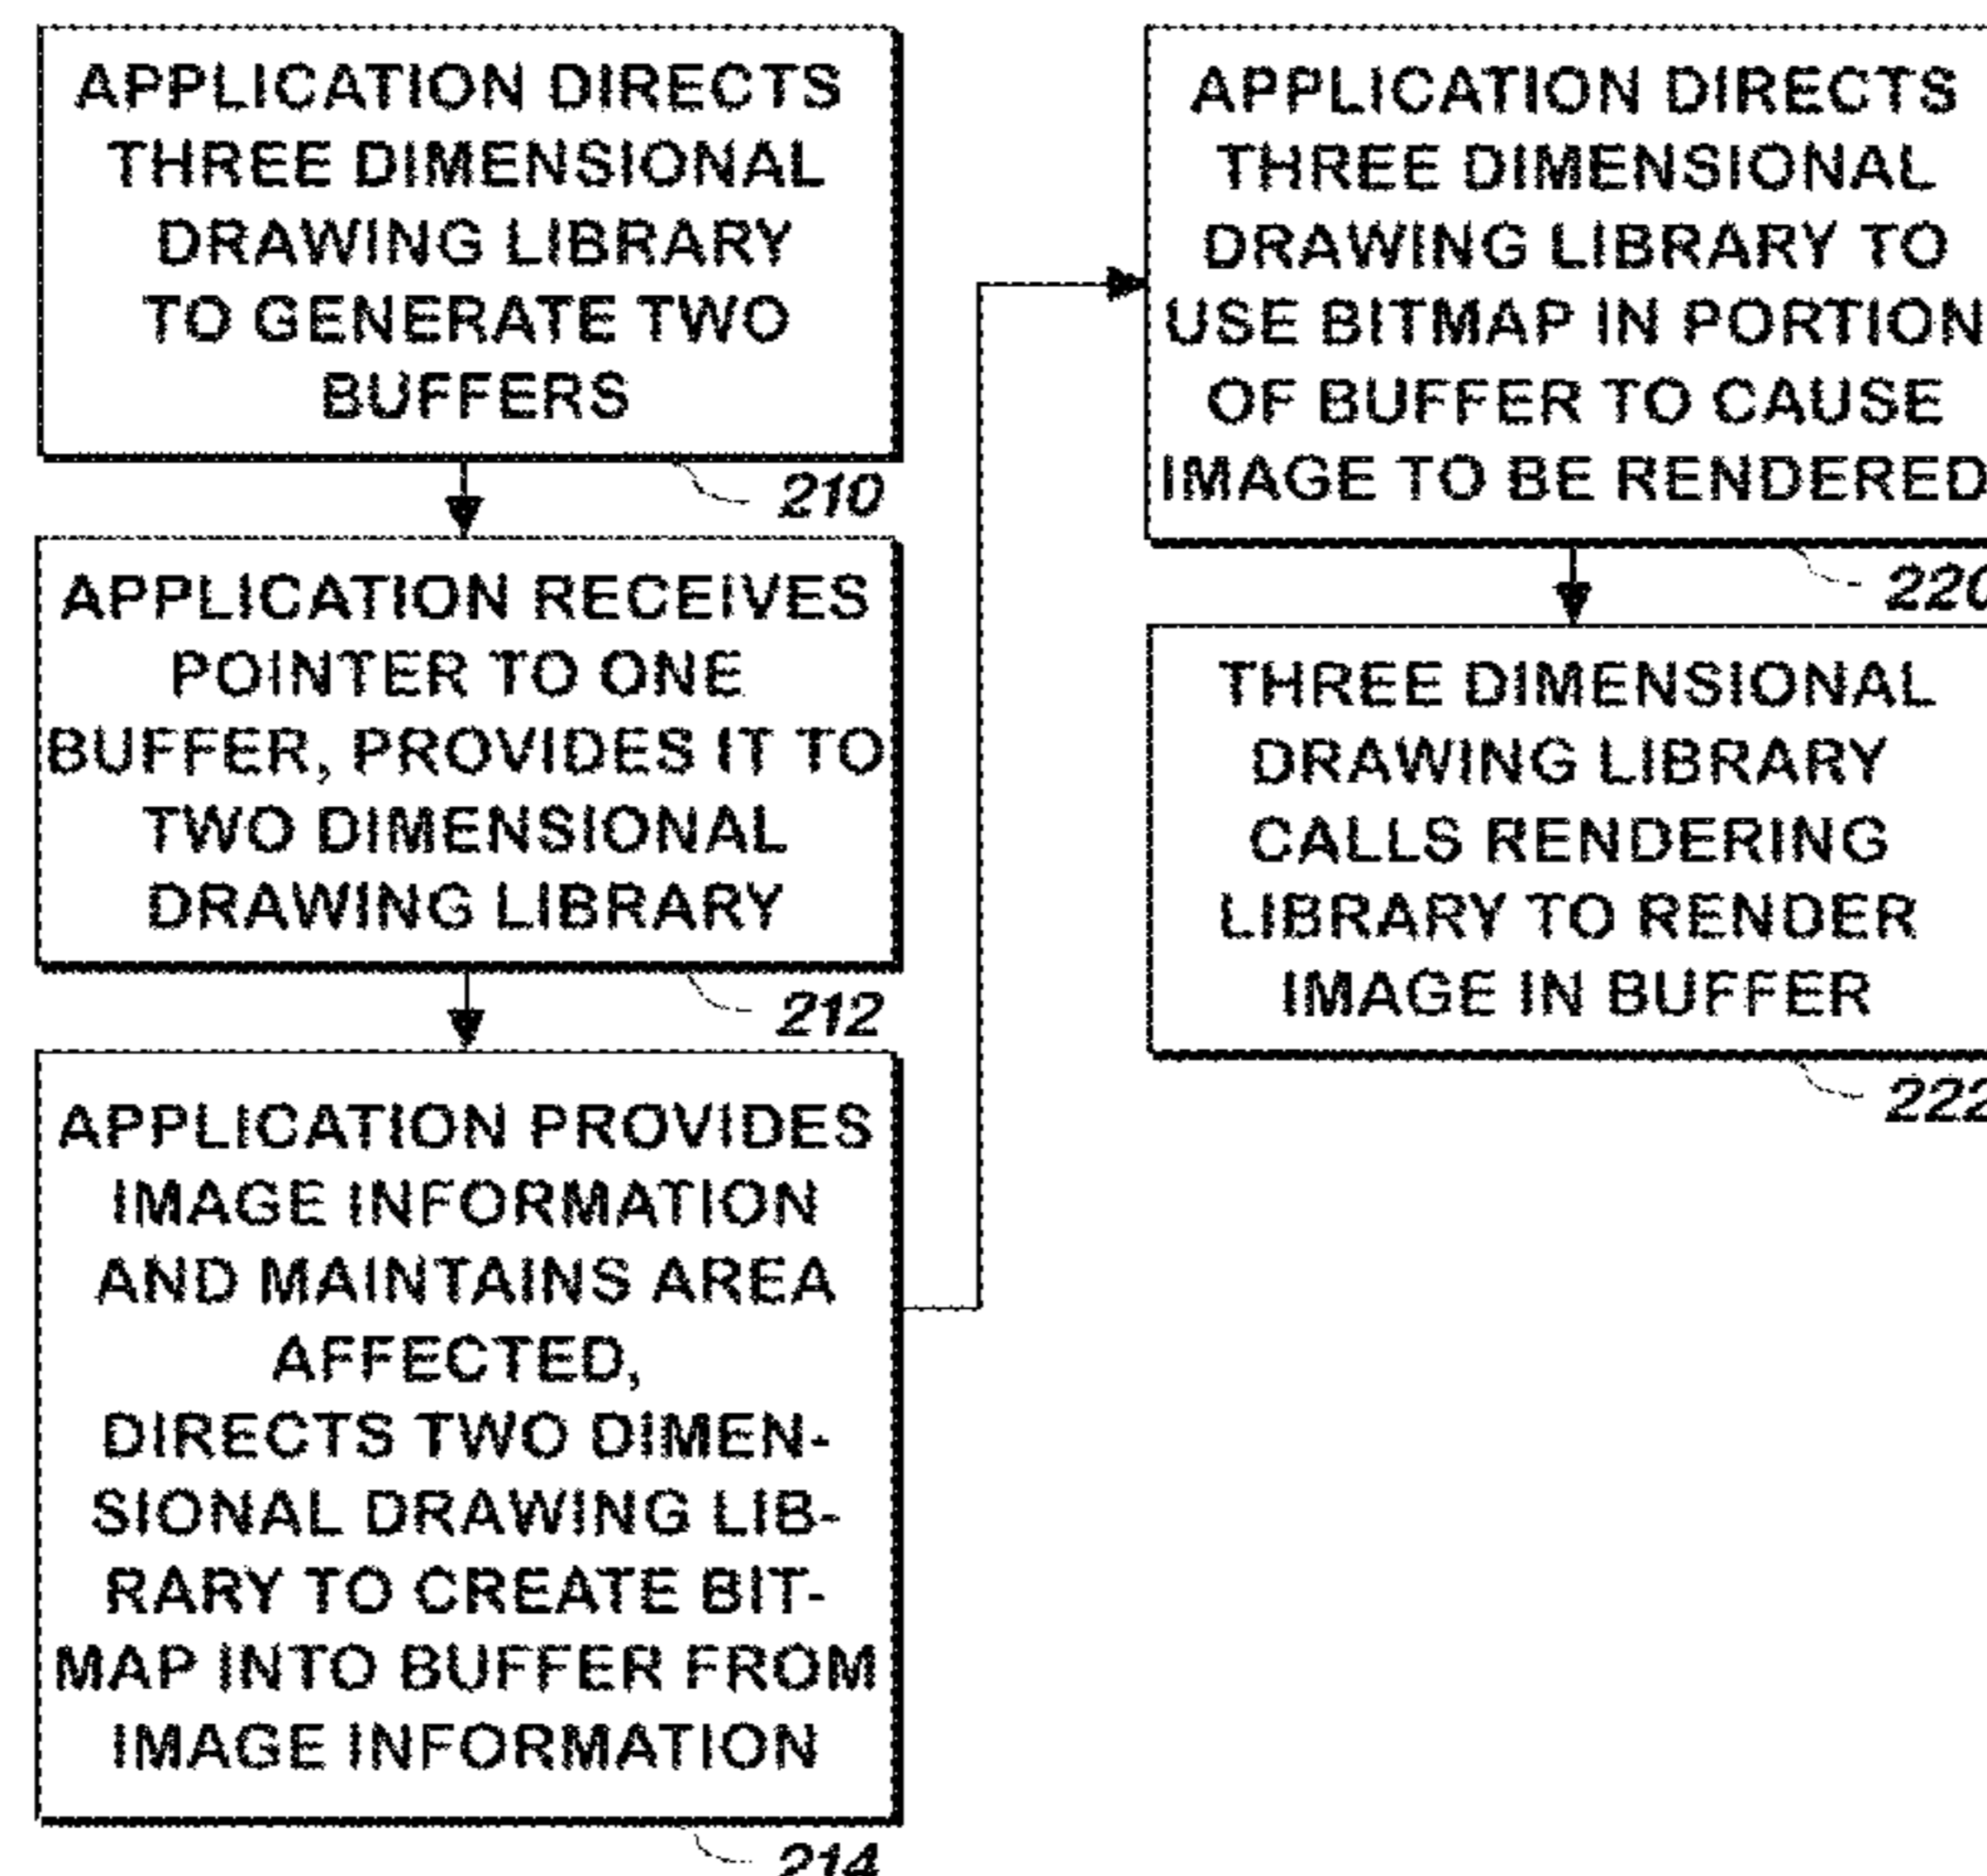 APPLICATION DIRECTS
THREE DIMENSIONAL
DRAWING LIBRARY
TO GENERATE TWO
BUFFERS
210
APPLICATION RECEIVES
POINTER TO ONE
BUFFER, PROVIDES IT TO
TWO DIMENSIONAL
DRAWING LIBRARY
212
APPLICATION PROVIDES
IMAGE INFORMATION
AND MAINTAINS AREA
AFFECTED,
DIRECTS TWO DIMEN-
SIONAL DRAWING LIB-
RARY TO CREATE BIT-
MAP INTO BUFFER FROM
IMAGE INFORMATION
214
APPLICATION DIRECTS
THREE DIMENSIONAL
DRAWING LIBRARY TO
USE BITMAP IN PORTION
OF BUFFER TO CAUSE
IMAGE TO BE RENDERED
220
THREE DIMENSIONAL
DRAWING LIBRARY
CALLS RENDERING
LIBRARY TO RENDER
IMAGE IN BUFFER
222